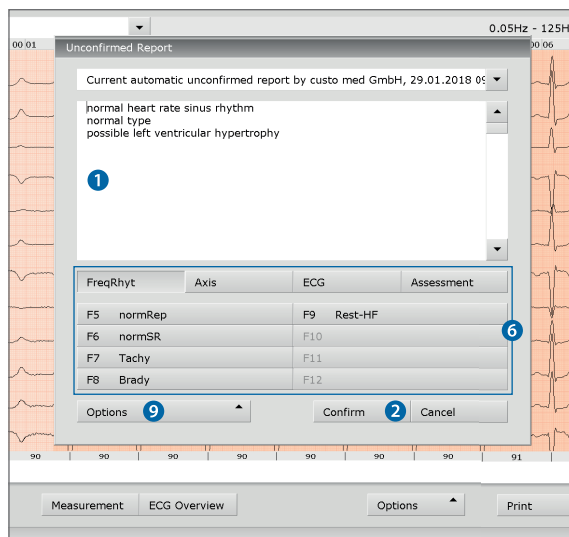 0.05Hz - 125H
00 01
00 06
Unconfirmed Report
Current automatic unconfirmed report by custo med GmbH, 29.01.2018 09
normal heart rate sinus rhythm
normal type
possible left ventricular hypertrophy
1
FreqRhyt Axis ECG Assessment
F5 normRep F9 Rest-HF
F6 normSR F10
6
F7 Tachy F11
F8 Brady F12
Options 9 Confirm 2 Cancel
90 90 90 90 90 90 91
Measurement ECG Overview Options Print